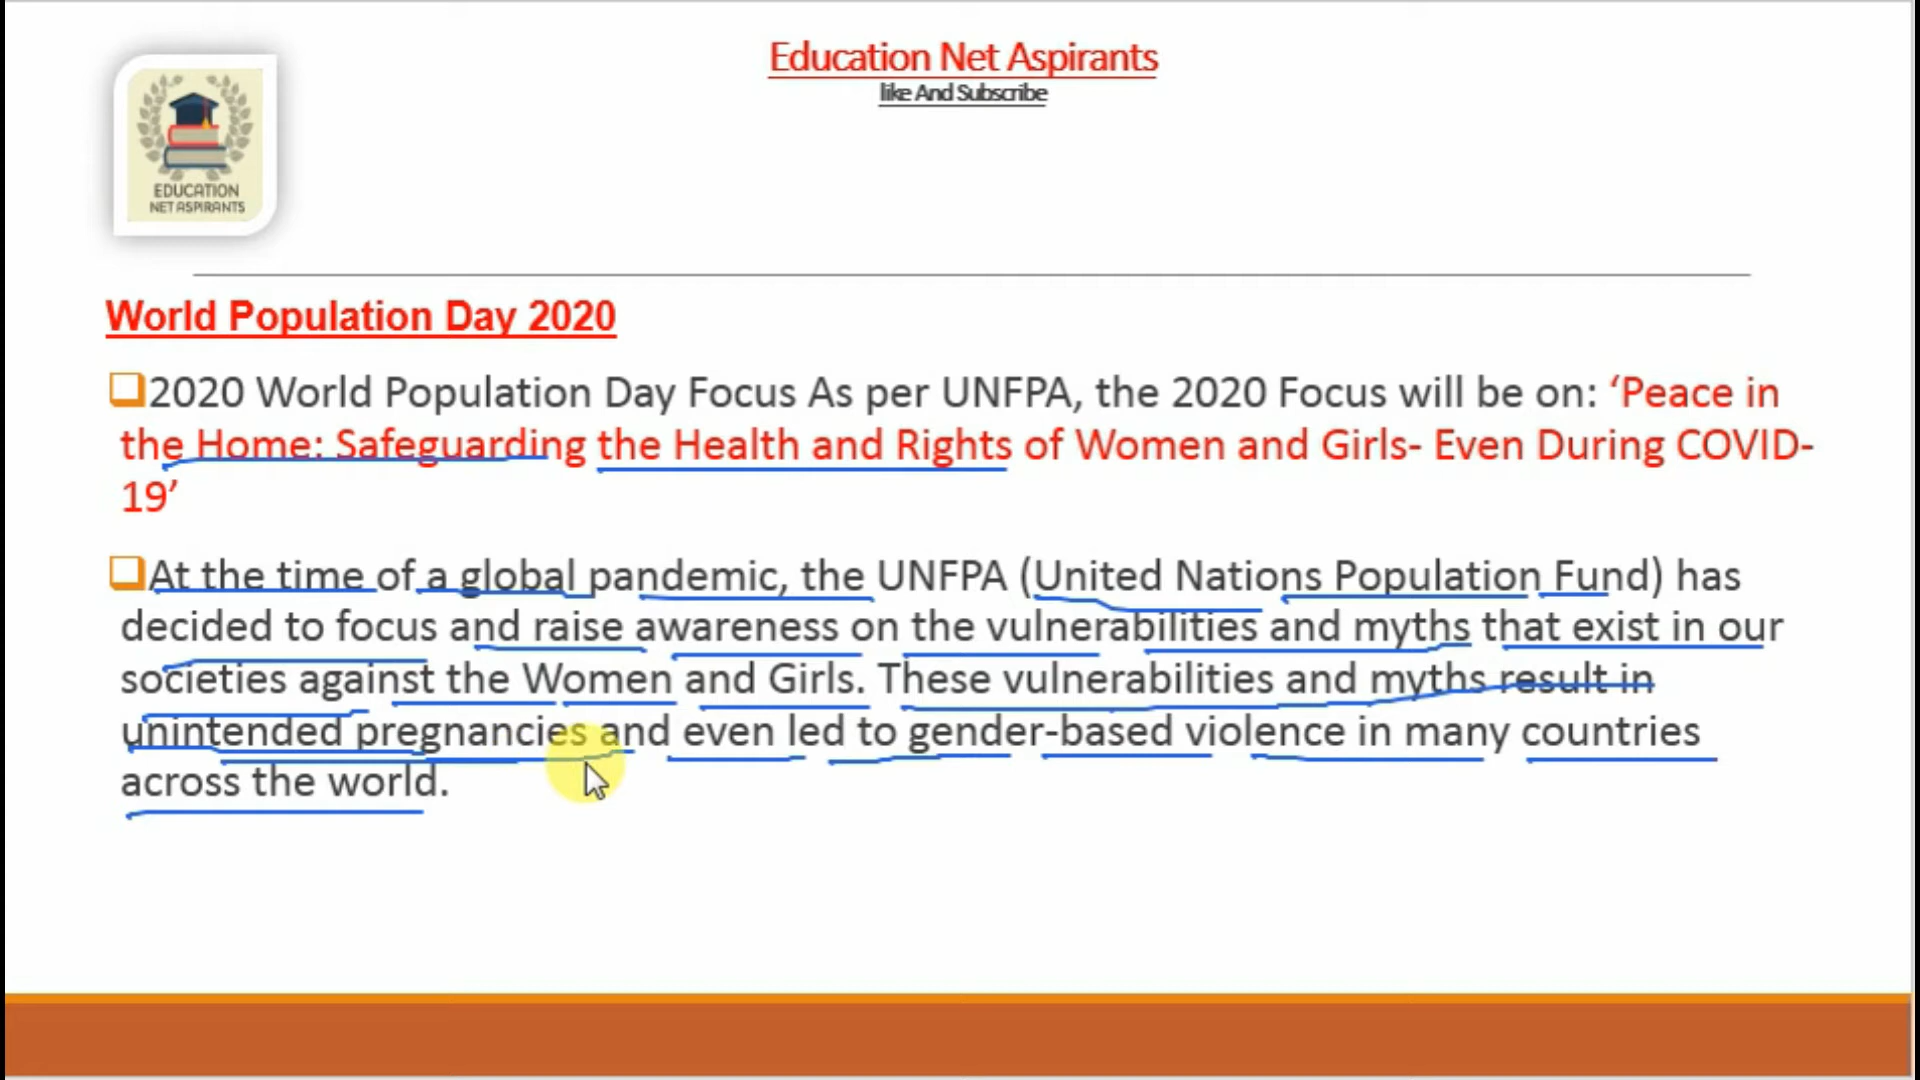 Education Net Aspirants
like And Subscribe
EDUCATION
NET ASPIRANTS
World Population Day 2020
2020 World Population Day Focus As per UNFPA, the 2020 Focus will be on: ‘Peace in
the Home: Safeguarding the Health and Rights of Women and Girls- Even During COVID-
19’
At the time of a global pandemic, the UNFPA (United Nations Population Fund) has
decided to focus and raise awareness on the vulnerabilities and myths that exist in our
societies against the Women and Girls. These vulnerabilities and myths result in
unintended pregnancies and even led to gender-based violence in many countries
across the world.